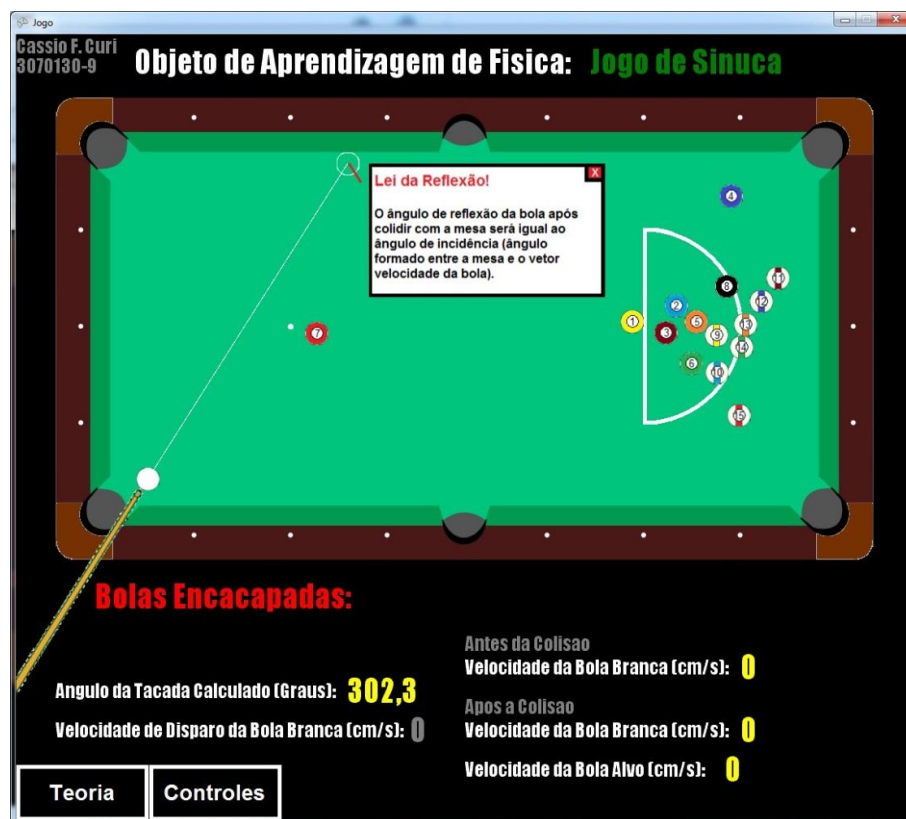 Jogo
Cassio F. Curi
3070130-9
Objeto de Aprendizagem de Fisica: Jogo de Sinuca
Lei da Reflexão!
X
O ângulo de reflexão da bola após
colidir com a mesa será igual ao
ângulo de incidência (ângulo
formado entre a mesa e o vetor
velocidade da bola).
4
11
8
12
2
1
5
13
3
9
7
14
6
10
15
Bolas Encacapadas:
Antes da Colisao
Velocidade da Bola Branca (cm/s): 0
Angulo da Tacada Calculado (Graus): 302,3
Apos a Colisao
Velocidade de Disparo da Bola Branca (cm/s): 0
Velocidade da Bola Branca (cm/s): 0
Velocidade da Bola Alvo (cm/s): 0
Teoria
Controles